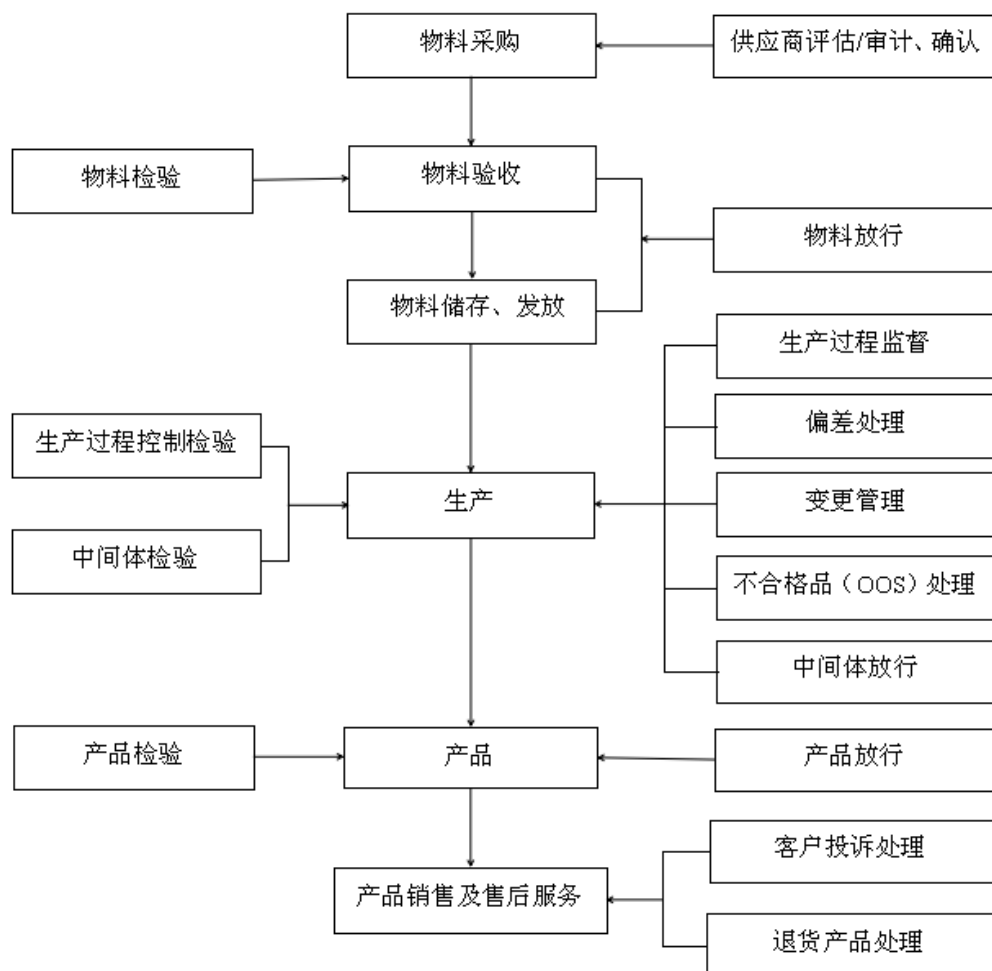 物料采购
供应商评估/审计、确认
物料检验
物料验收
物料放行
物料储存、发放
生产过程监督
偏差处理
生产过程控制检验
生产
变更管理
中间体检验
不合格品（OOS）处理
中间体放行
产品检验
产品
产品放行
客户投诉处理
产品销售及售后服务
退货产品处理